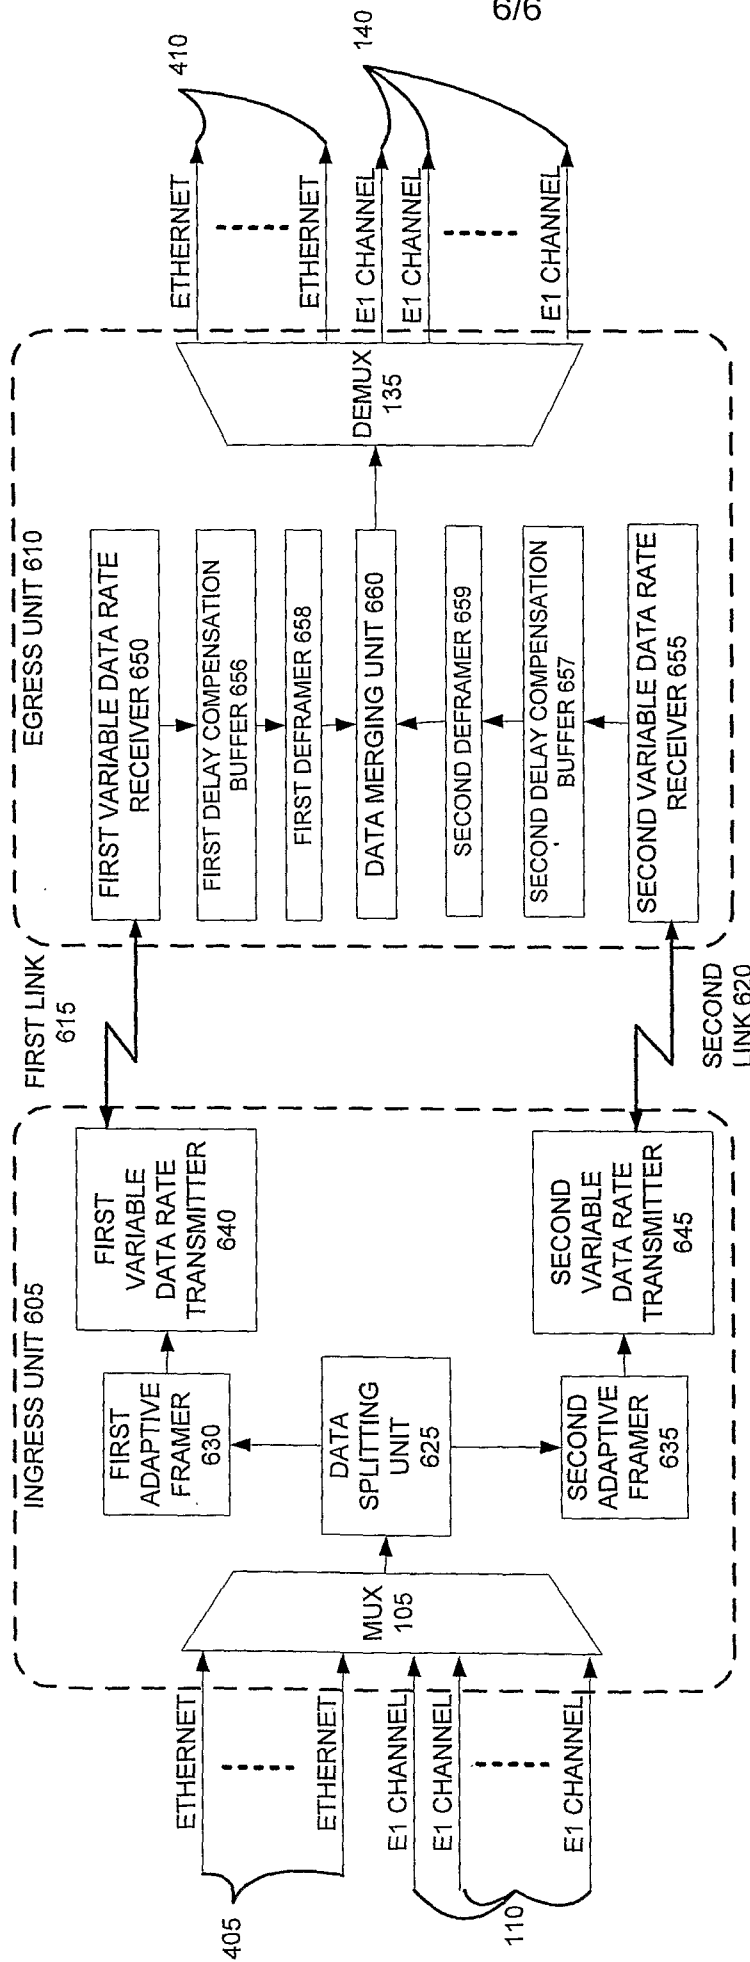 6/6
INGRESS UNIT 605
ETHERNET
ETHERNET
405
E1 CHANNEL
E1 CHANNEL
E1 CHANNEL
110
MUX
105
DATA
SPLITTING
UNIT
625
FIRST
ADAPTIVE
FRAMER
630
SECOND
ADAPTIVE
FRAMER
635
FIRST
VARIABLE
DATA RATE
TRANSMITTER
640
SECOND
VARIABLE
DATA RATE
TRANSMITTER
645
FIRST LINK
615
SECOND
LINK 620
EGRESS UNIT 610
FIRST VARIABLE DATA RATE
RECEIVER 650
FIRST DELAY COMPENSATION
BUFFER 656
FIRST DEFRAMER 658
DATA MERGING UNIT 660
SECOND DEFRAMER 659
SECOND DELAY COMPENSATION
BUFFER 657
SECOND VARIABLE DATA RATE
RECEIVER 655
DEMUX
135
ETHERNET
ETHERNET
410
E1 CHANNEL
E1 CHANNEL
E1 CHANNEL
140